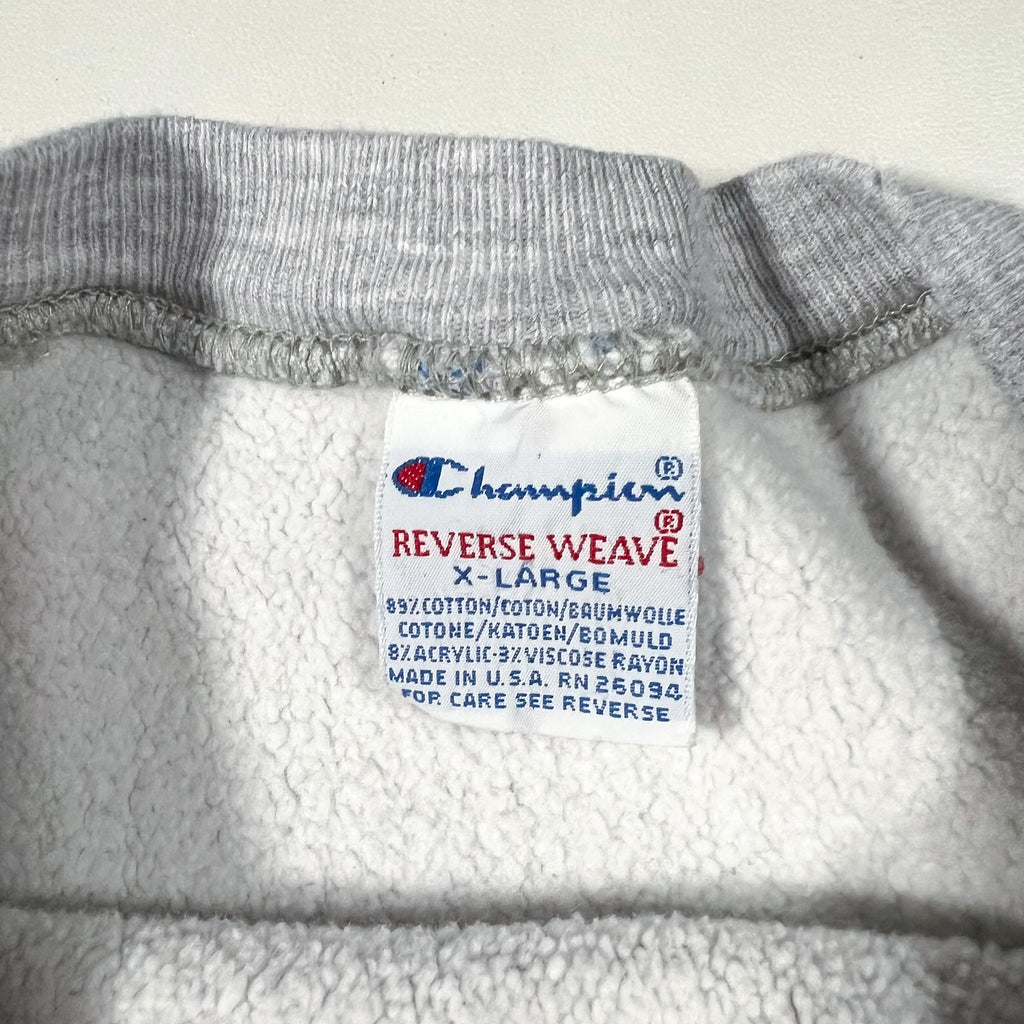 Champion®
REVERSE WEAVE®
X-LARGE
89% COTTON/COTON/BAUMWOLLE
COTONE/KATOEN/BOMULD
8% ACRYLIC-3% VISCOSE RAYON
MADE IN U.S.A. RN 26094
FOR CARE SEE REVERSE